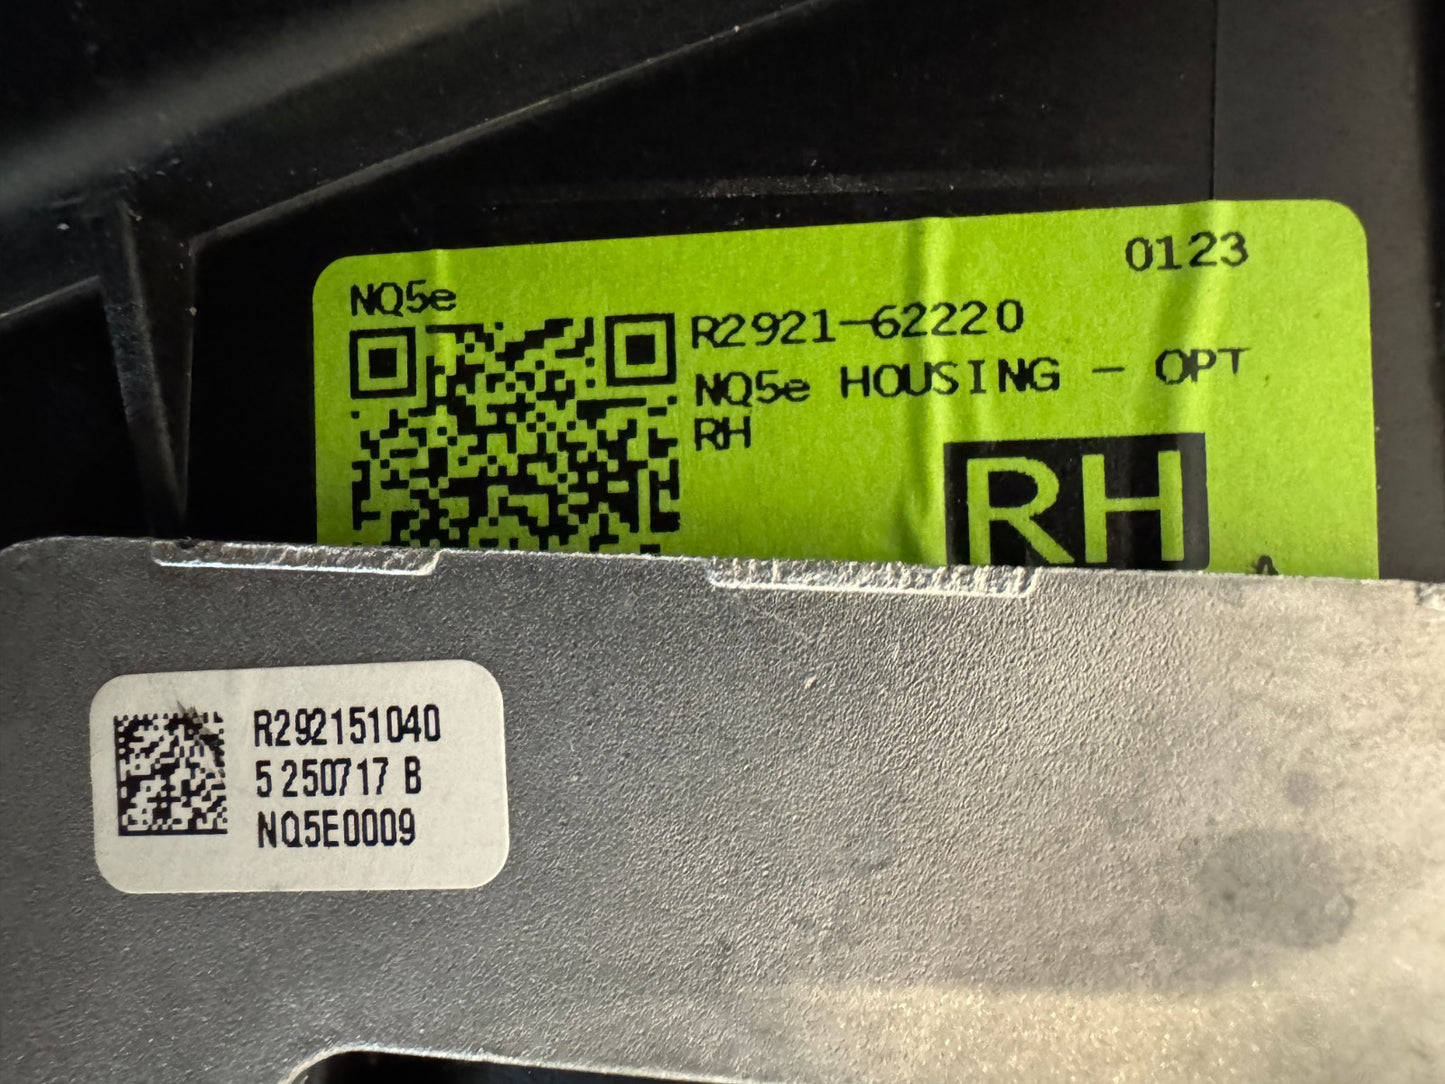 0123
NQ5e
R2921-62220
NQ5e HOUSING - OPT
RH
RH
A
R292151040
5 250717 B
NQ5E0009